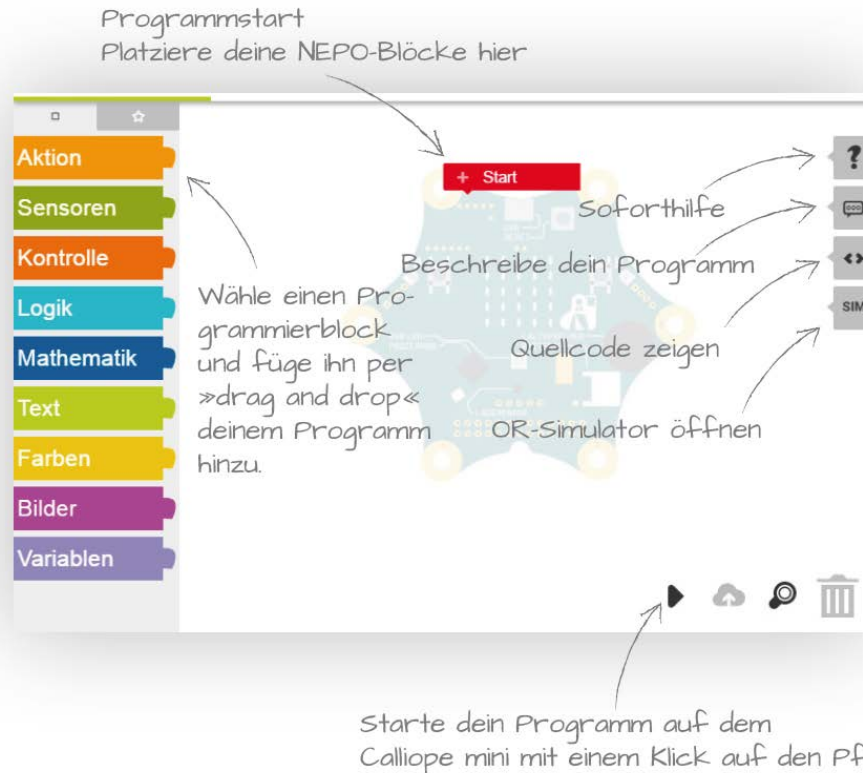 Programmstart
Platziere deine NEPO-Blöcke hier
Aktion
Sensoren
Kontrolle
Logik
Mathematik
Text
Farben
Bilder
Variablen
+ Start
Wähle einen Pro-
grammierblock
und füge ihn per
»drag and drop«
deinem Programm
hinzu.
Soforthilfe
Beschreibe dein Programm
Quellcode zeigen
OR-Simulator öffnen
?
SIM
Starte dein Programm auf dem
Calliope mini mit einem Klick auf den Pf